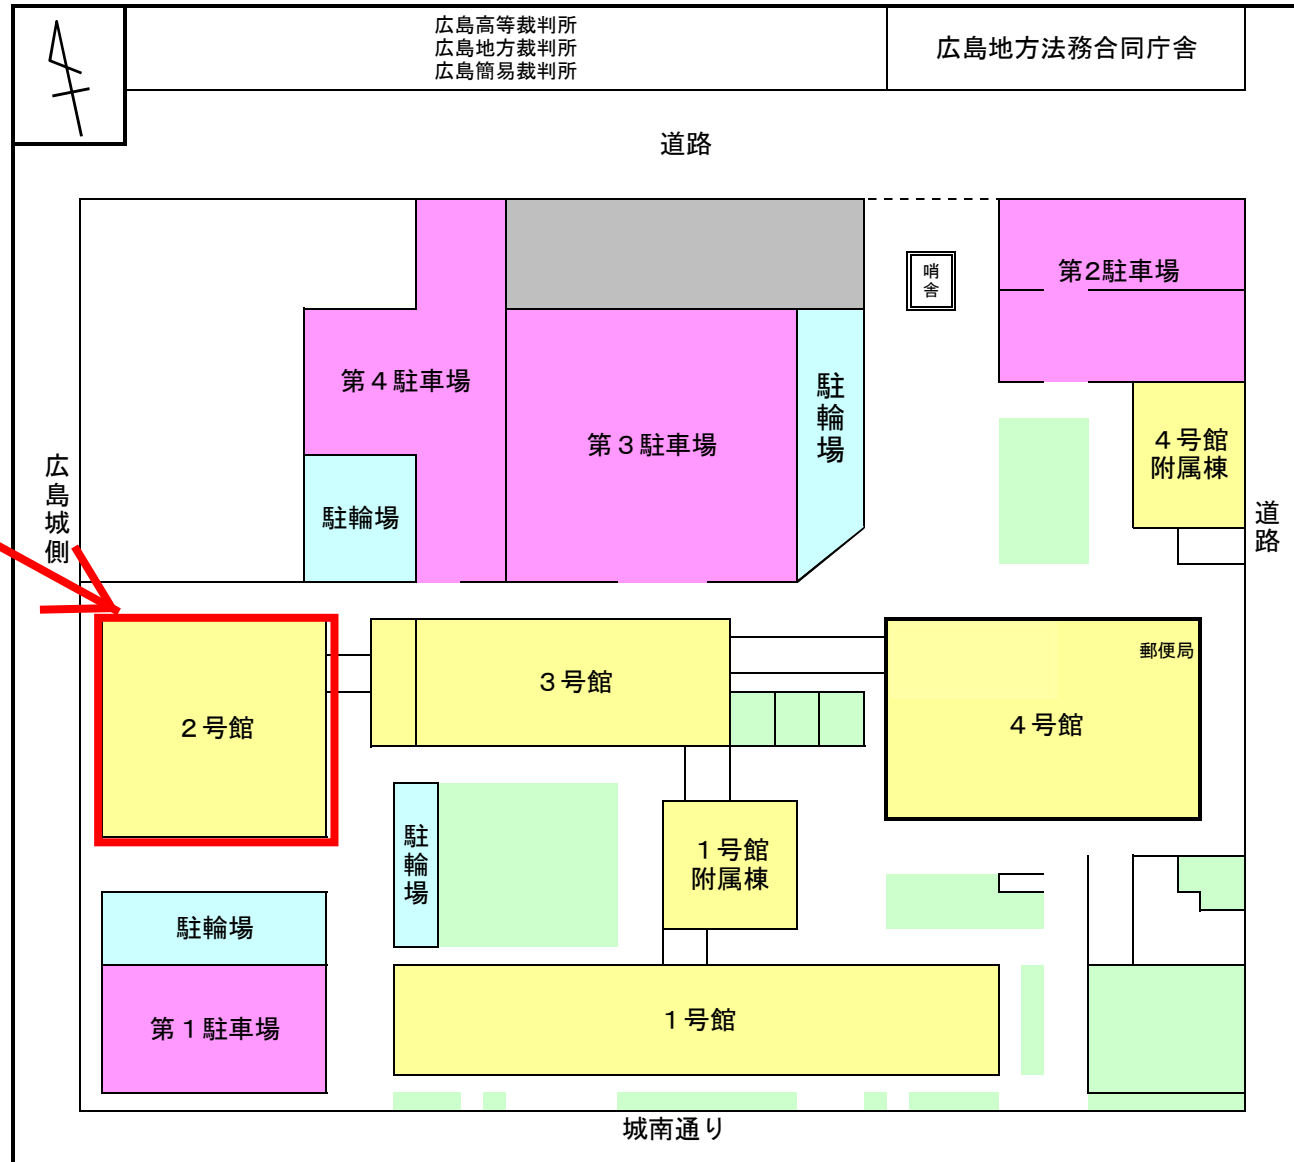 広島高等裁判所
広島地方裁判所
広島簡易裁判所
広島地方法務合同庁舎
道路
哨舎
第2駐車場
第４駐車場
第３駐車場
駐輪場
４号館
附属棟
広島城側
駐輪場
道路
２号館
３号館
郵便局
４号館
駐輪場
１号館
附属棟
駐輪場
第１駐車場
１号館
城南通り